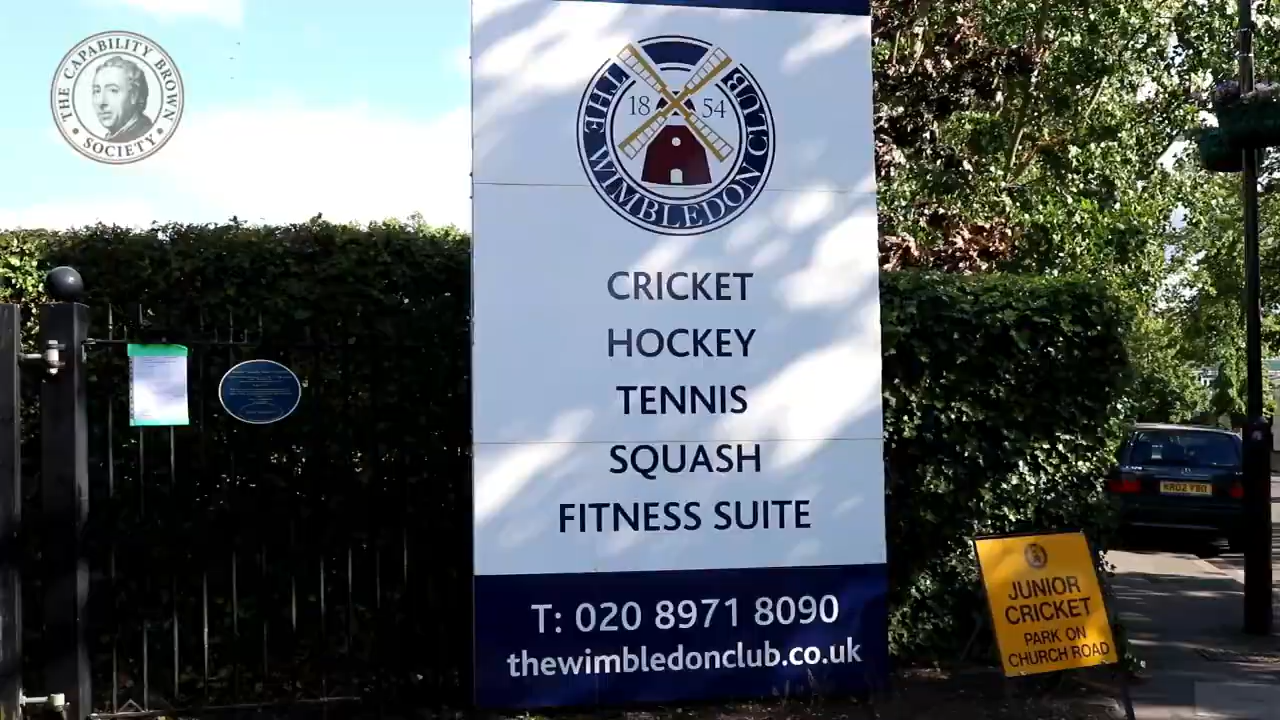 THE CAPABILITY BROWN
SOCIETY
THE WIMBLEDON CLUB
18 54
CRICKET
HOCKEY
TENNIS
SQUASH
FITNESS SUITE
T: 020 8971 8090
thewimbledonclub.co.uk
JUNIOR
CRICKET
PARK ON
CHURCH ROAD